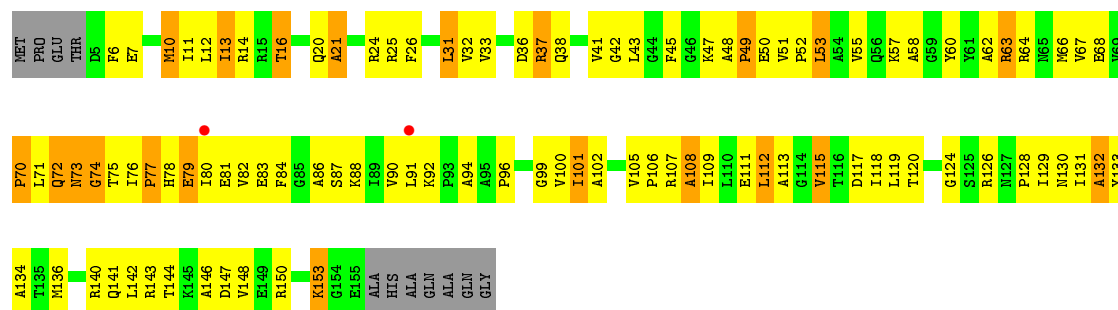 MET PRO GLU THR D5 F6 E7 M10 I11 L12 I13 R14 R15 T16 Q20 A21 R24 R25 F26 L31 V32 V33 D36 R37 Q38 V41 G42 L43 G44 F45 G46 K47 A48 P49 E50 V51 P52 L53 A54 V55 Q56 K57 A58 G59 Y60 Y61 A62 R63 R64 N65 M66 V67 E68 V69
P70 L71 Q72 N73 G74 T75 I76 P77 H78 E79 I80 E81 V82 E83 F84 G85 A86 S87 K88 I89 V90 L91 K92 P93 A94 A95 P96 G99 V100 I101 A102 V105 P106 R107 A108 I109 L110 E111 L112 A113 G114 V115 T116 D117 I118 L119 T120 G124 S125 R126 N127 P128 I129 N130 I131 A132 Y133
A134 T135 M136 R140 Q141 L142 R143 T144 K145 A146 D147 V148 E149 R150 K153 G154 E155 ALA HIS ALA GLN ALA GLN GLY